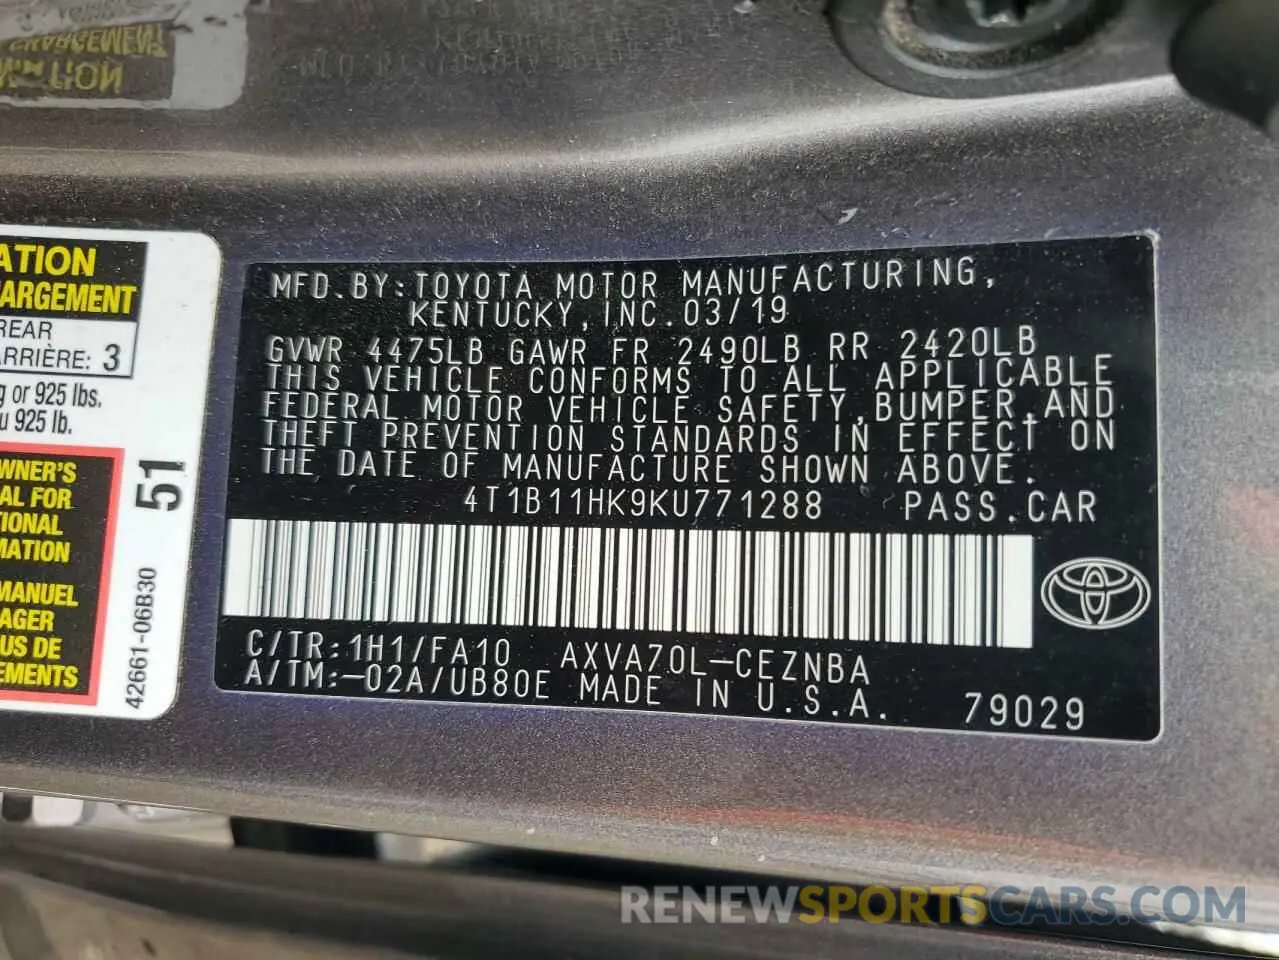 ATION
ARGEMENT
REAR
ARRIÈRE: 3
g or 925 lbs.
u 925 lb.
WNER'S
AL FOR
TIONAL
MATION
MANUEL
AGER
US DE
EMENTS
51
42661-06B30
MFD.BY:TOYOTA MOTOR MANUFACTURING,
KENTUCKY,INC.03/19
GVWR 4475LB GAWR FR 2490LB RR 2420LB
THIS VEHICLE CONFORMS TO ALL APPLICABLE
FEDERAL MOTOR VEHICLE SAFETY,BUMPER,AND
THEFT PREVENTION STANDARDS IN EFFECT ON
THE DATE OF MANUFACTURE SHOWN ABOVE.
4T1B11HK9KU771288 PASS.CAR
C/TR:1H1/FA10 AXVA70L-CEZNBA
A/TM:-02A/UB80E MADE IN U.S.A.
79029
RENEWSPORTSCARS.COM